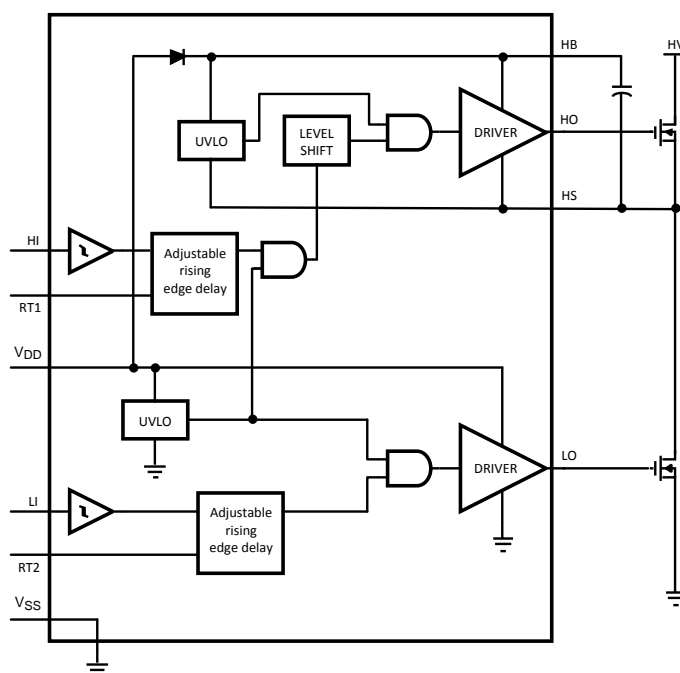 HB
HV
UVLO
LEVEL
SHIFT
DRIVER
HO
HS
HI
Adjustable
rising
edge delay
RT1
VDD
UVLO
DRIVER
LO
LI
Adjustable
rising
edge delay
RT2
VSS